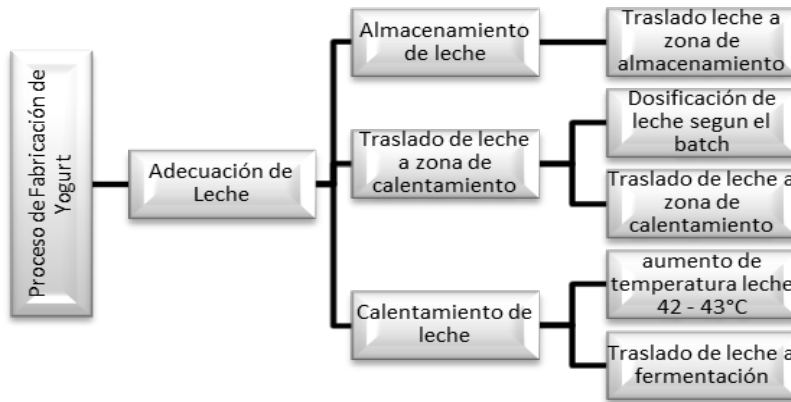 Proceso de Fabricación de
Yogurt
Adecuación de
Leche
Almacenamiento
de leche
Traslado leche a
zona de
almacenamiento
Traslado de leche
a zona de
calentamiento
Dosificación de
leche segun el
batch
Traslado de leche a
zona de
calentamiento
Calentamiento de
leche
aumento de
temperatura leche
42 - 43°C
Traslado de leche a
fermentación